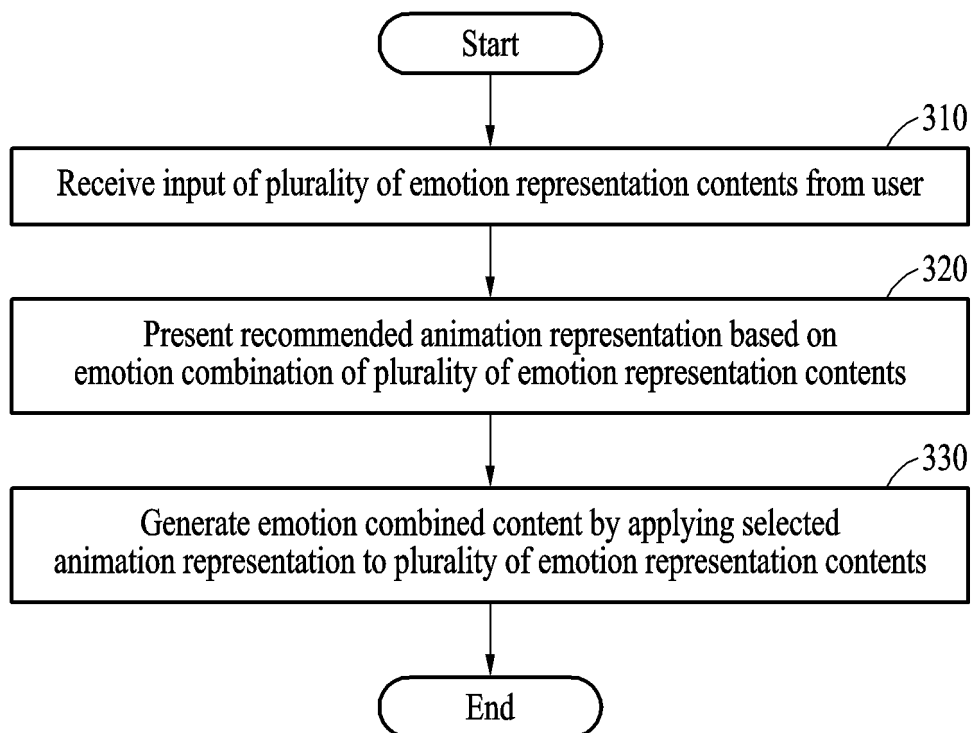 Start
310
Receive input of plurality of emotion representation contents from user
320
Present recommended animation representation based on
emotion combination of plurality of emotion representation contents
330
Generate emotion combined content by applying selected
animation representation to plurality of emotion representation contents
End